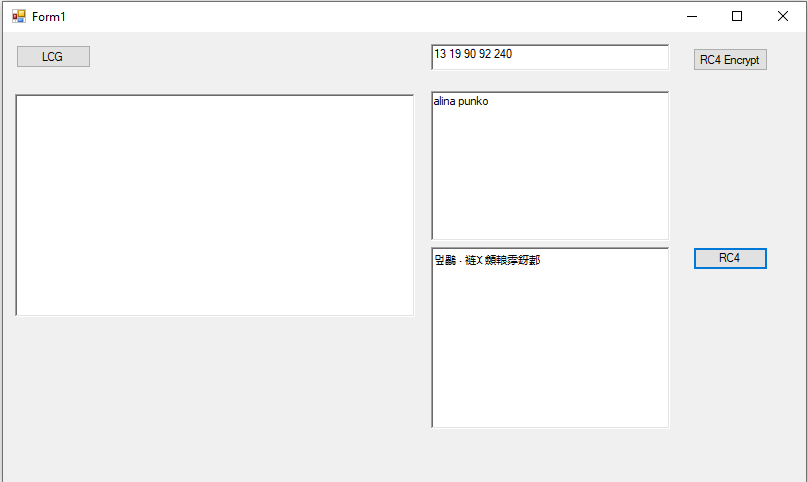 Form1
LCG
13 19 90 92 240
RC4 Encrypt
alina punko
RC4